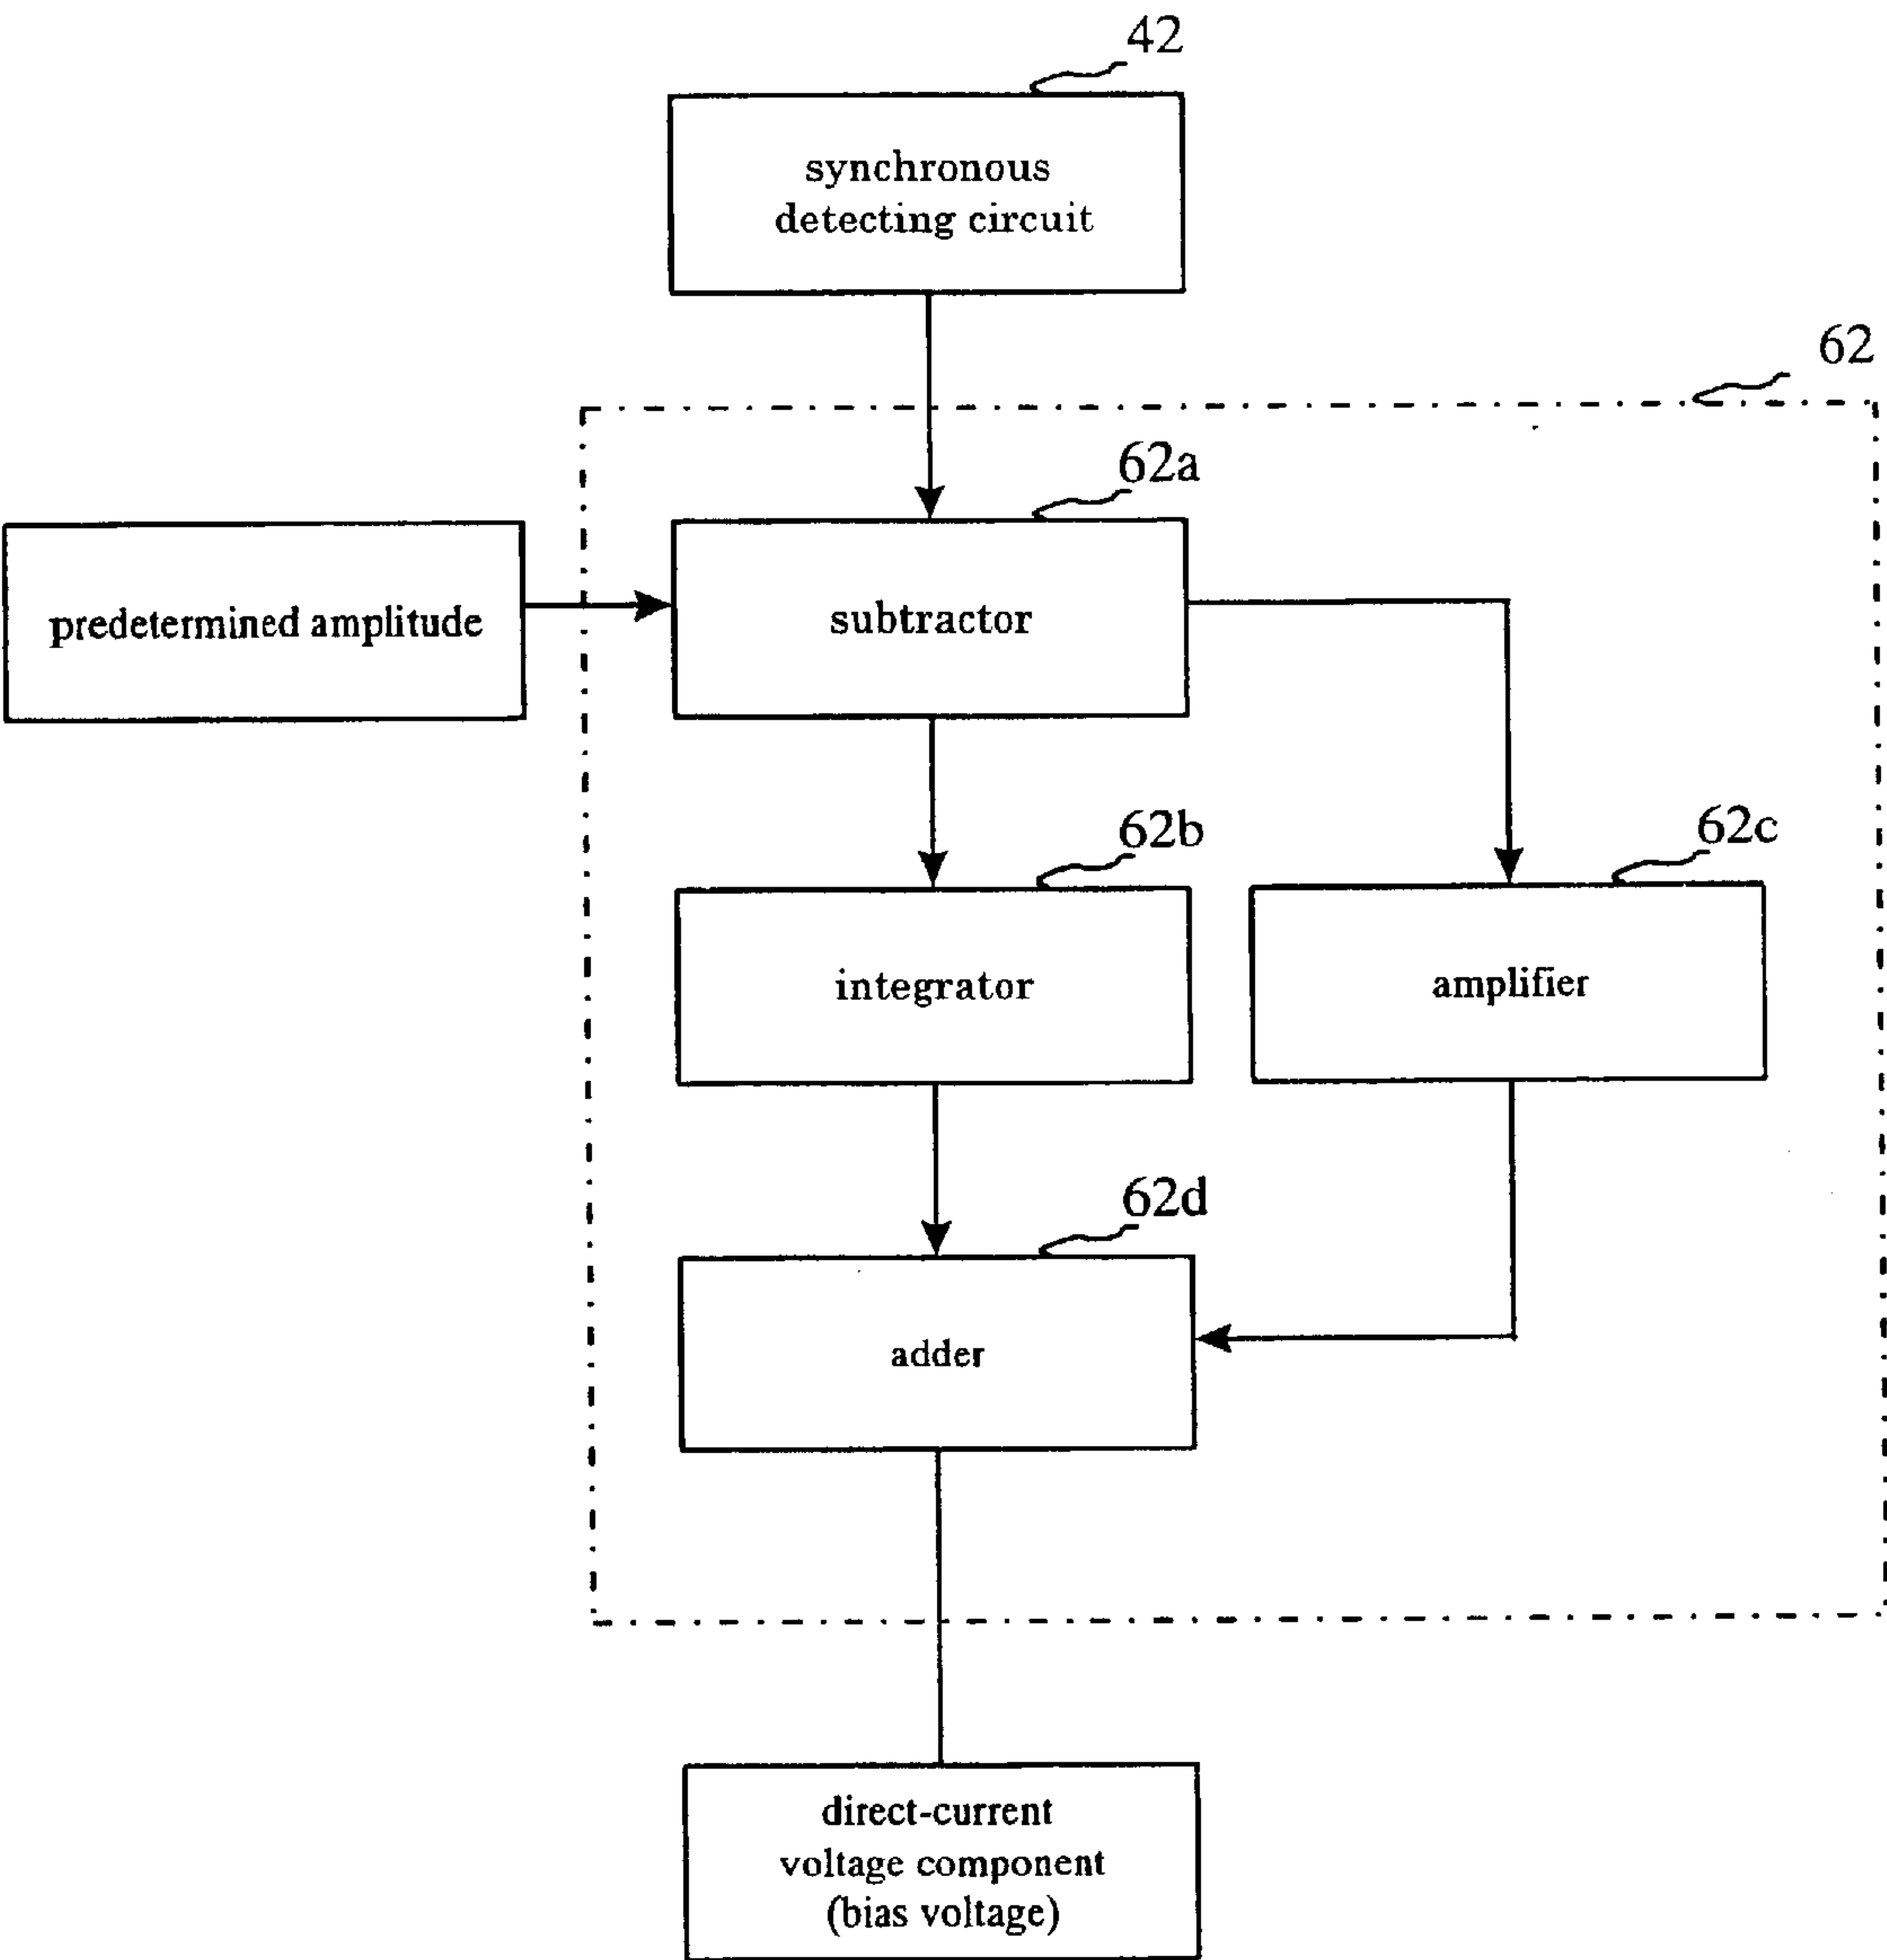 42
synchronous
detecting circuit
62
62a
predetermined amplitude
subtractor
62b
62c
integrator
amplifier
62d
adder
direct-current
voltage component
(bias voltage)